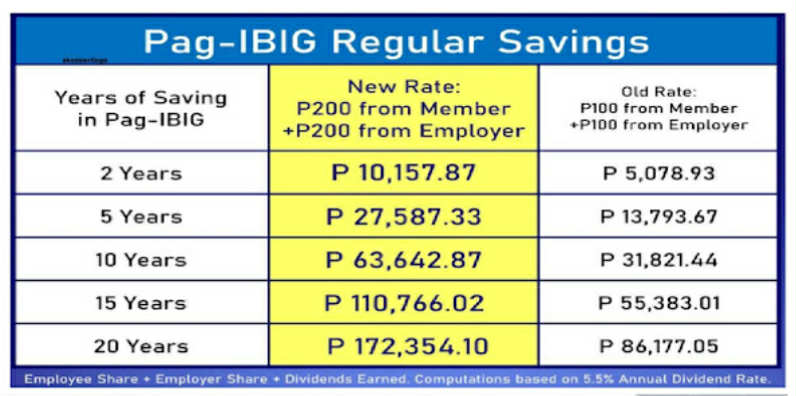 Pag-IBIG Regular Savings
Years of Saving
in Pag-IBIG
New Rate:
P200 from Member
+P200 from Employer
Old Rate:
P100 from Member
+P100 from Employer
2 Years P 10,157.87 P 5,078.93
5 Years P 27,587.33 P 13,793.67
10 Years P 63,642.87 P 31,821.44
15 Years P 110,766.02 P 55,383.01
20 Years P 172,354.10 P 86,177.05
Employee Share + Employer Share + Dividends Earned. Computations based on 5.5% Annual Dividend Rate.